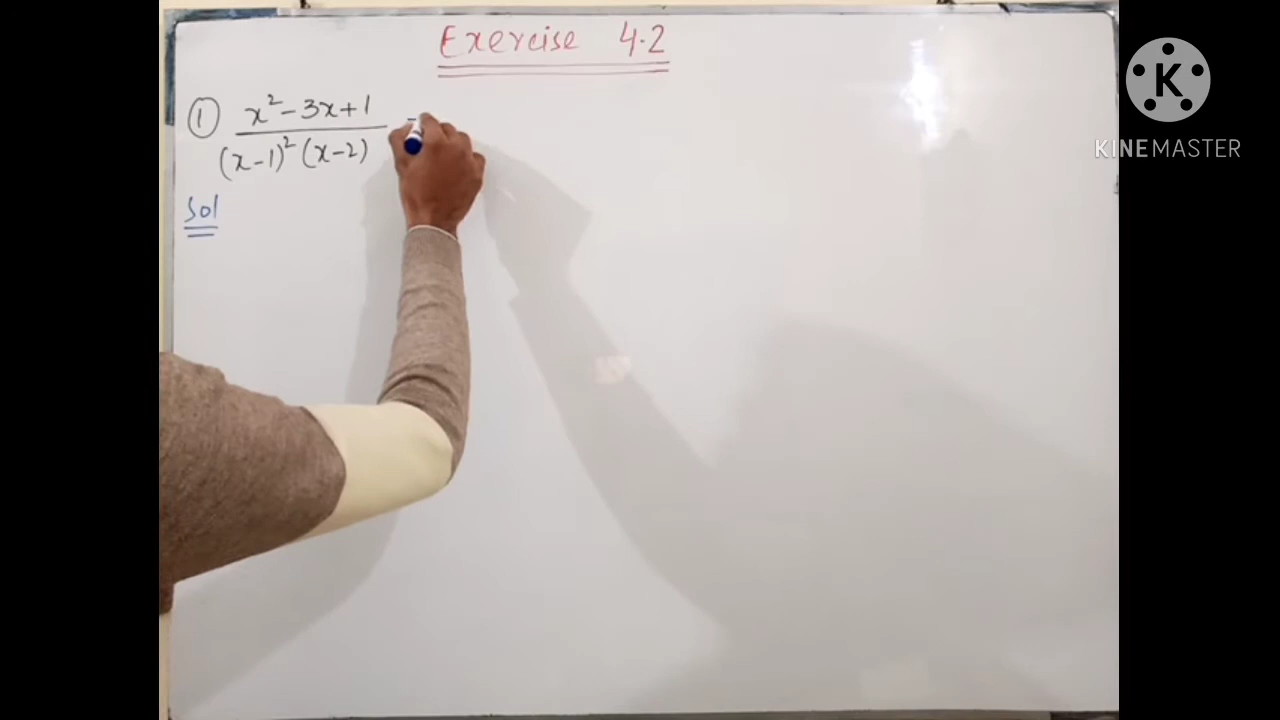 Exercise 4.2
① x² - 3x + 1
(x-1)² (x-2)
Sol
K
KINEMASTER